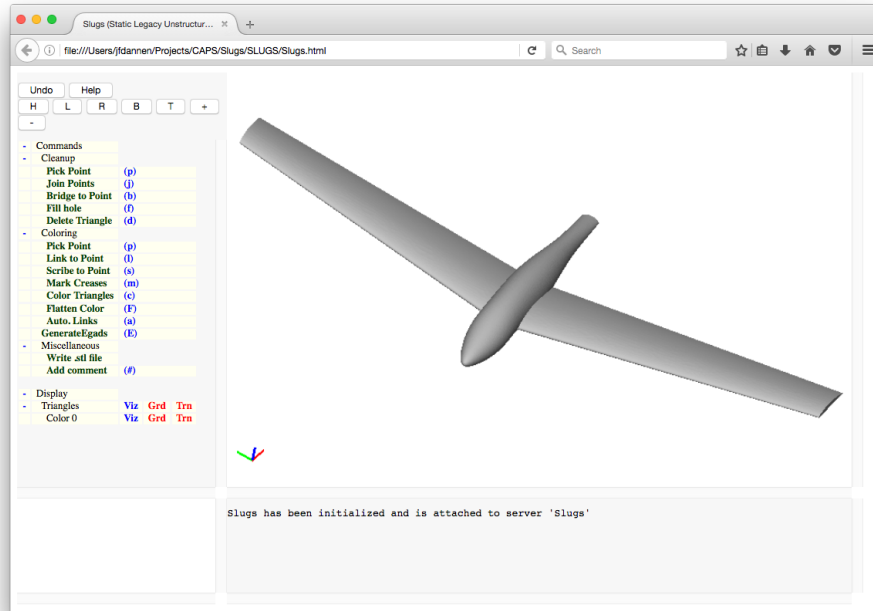 Slugs (Static Legacy Unstructur...
file:///Users/jfdannen/Projects/CAPS/Slugs/SLUGS/Slugs.html
Search
Undo Help
H L R B T +
-
- Commands
- Cleanup
Pick Point (p)
Join Points (j)
Bridge to Point (b)
Fill hole (f)
Delete Triangle (d)
- Coloring
Pick Point (p)
Link to Point (l)
Scribe to Point (s)
Mark Creases (m)
Color Triangles (c)
Flatten Color (F)
Auto. Links (a)
GenerateEgads (E)
- Miscellaneous
Write .stl file
Add comment (#)
- Display
- Triangles Viz Grd Trn
Color 0 Viz Grd Trn
Slugs has been initialized and is attached to server 'Slugs'